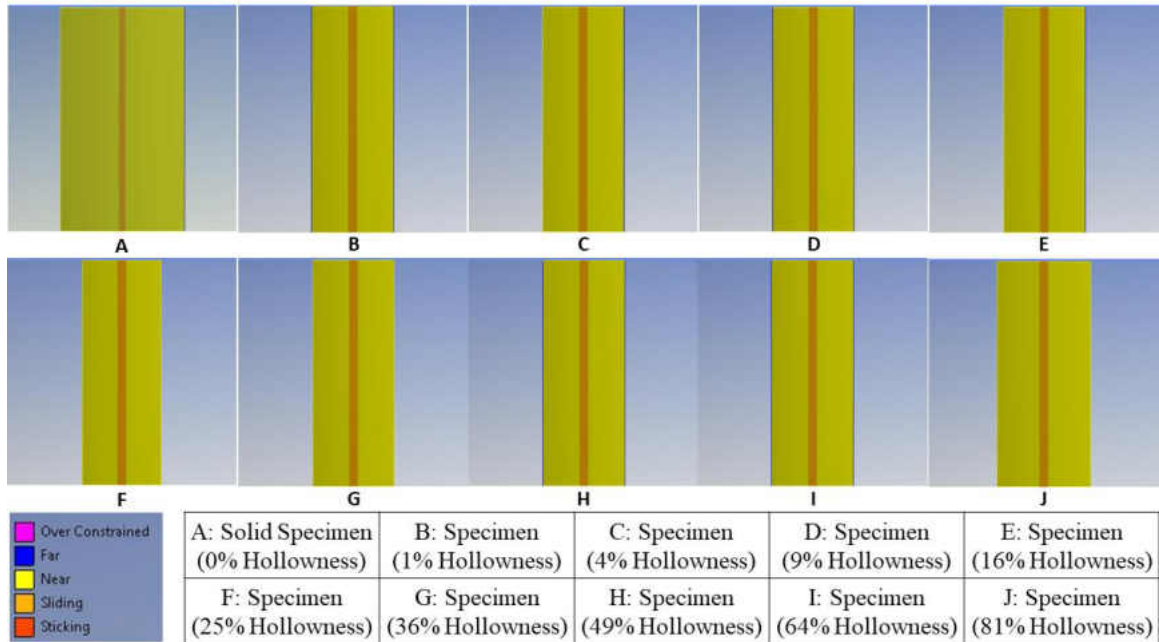 A B C D E
F G H I J
Over Constrained
Far
Near
Sliding
Sticking
A: Solid Specimen
(0% Hollowness)
B: Specimen
(1% Hollowness)
C: Specimen
(4% Hollowness)
D: Specimen
(9% Hollowness)
E: Specimen
(16% Hollowness)
F: Specimen
(25% Hollowness)
G: Specimen
(36% Hollowness)
H: Specimen
(49% Hollowness)
I: Specimen
(64% Hollowness)
J: Specimen
(81% Hollowness)